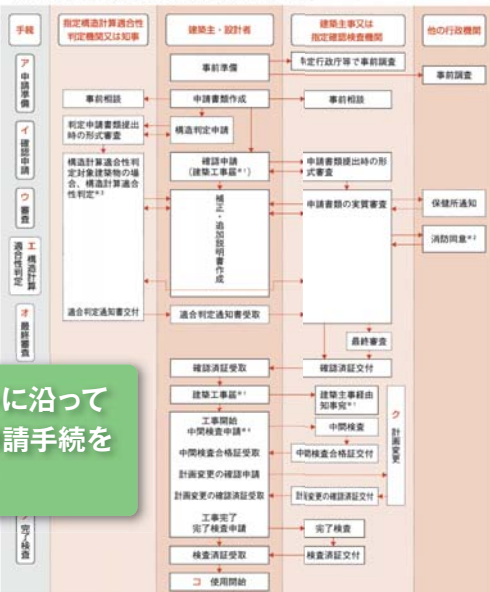 手続
指定構造計算適合性
判定機関又は知事
建築主・設計者
建築主事又は
指定確認検査機関
他の行政機関
ア 申請準備
事前準備
定行政庁等で事前調査
事前調査
事前相談
申請書類作成
事前相談
イ 確認申請
判定申請書類提出
時の形式審査
構造判定申請
構造計算適合性判
定対象建築物の場
合、構造計算適合
性判定*3
確認申請
(建築工事届*1)
申請書類提出時の形
式審査
ウ 審査
補正・追加説明書作成
申請書類の実質審査
保健所通知
消防同意*2
エ 構造計算
適合性判定
適合判定通知書交付
適合判定通知書受取
オ 最終審査
最終審査
確認済証受取
確認済証交付
に沿って
請手続を
建築工事届*1
建築主事経由
知事宛*1
ク 計画変更
工事開始
中間検査申請*4
中間検査
中間検査合格証受取
中間検査合格証交付
計画変更の確認申請
計画変更の確認済証受取
計画変更の確認済証交付
工事完了
完了検査申請
完了検査
完了検査
検査済証受取
検査済証交付
コ 使用開始